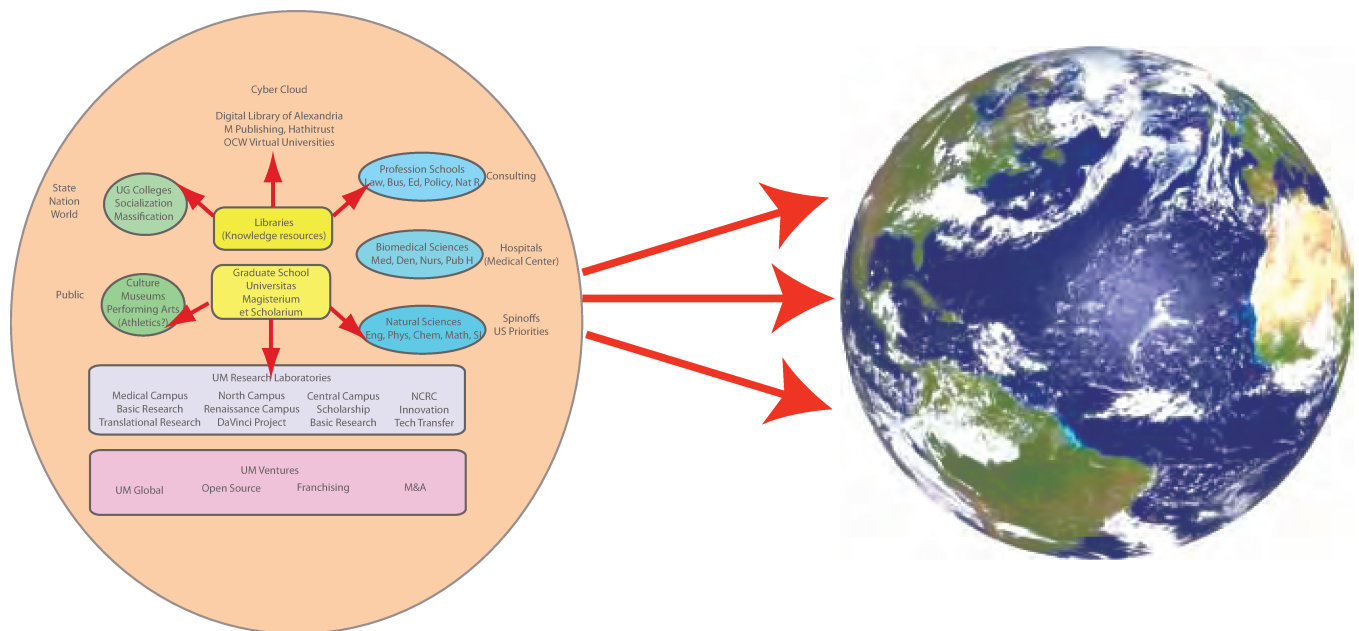 Cyber Cloud
Digital Library of Alexandria
M Publishing, Hathitrust
OCW Virtual Universities
State
Nation
World
UG Colleges
Socialization
Massification
Libraries
(Knowledge resources)
Profession Schools
Law, Bus, Ed, Policy, Nat R
Consulting
Biomedical Sciences
Med, Den, Nurs, Pub H
Hospitals
(Medical Center)
Public
Culture
Museums
Performing Arts
(Athletics?)
Graduate School
Universitas
Magisterium
et Scholarium
Natural Sciences
Eng, Phys, Chem, Math, SI
Spinoffs
US Priorities
UM Research Laboratories
Medical Campus
Basic Research
Translational Research
North Campus
Renaissance Campus
DaVinci Project
Central Campus
Scholarship
Basic Research
NCRC
Innovation
Tech Transfer
UM Ventures
UM Global
Open Source
Franchising
M&A